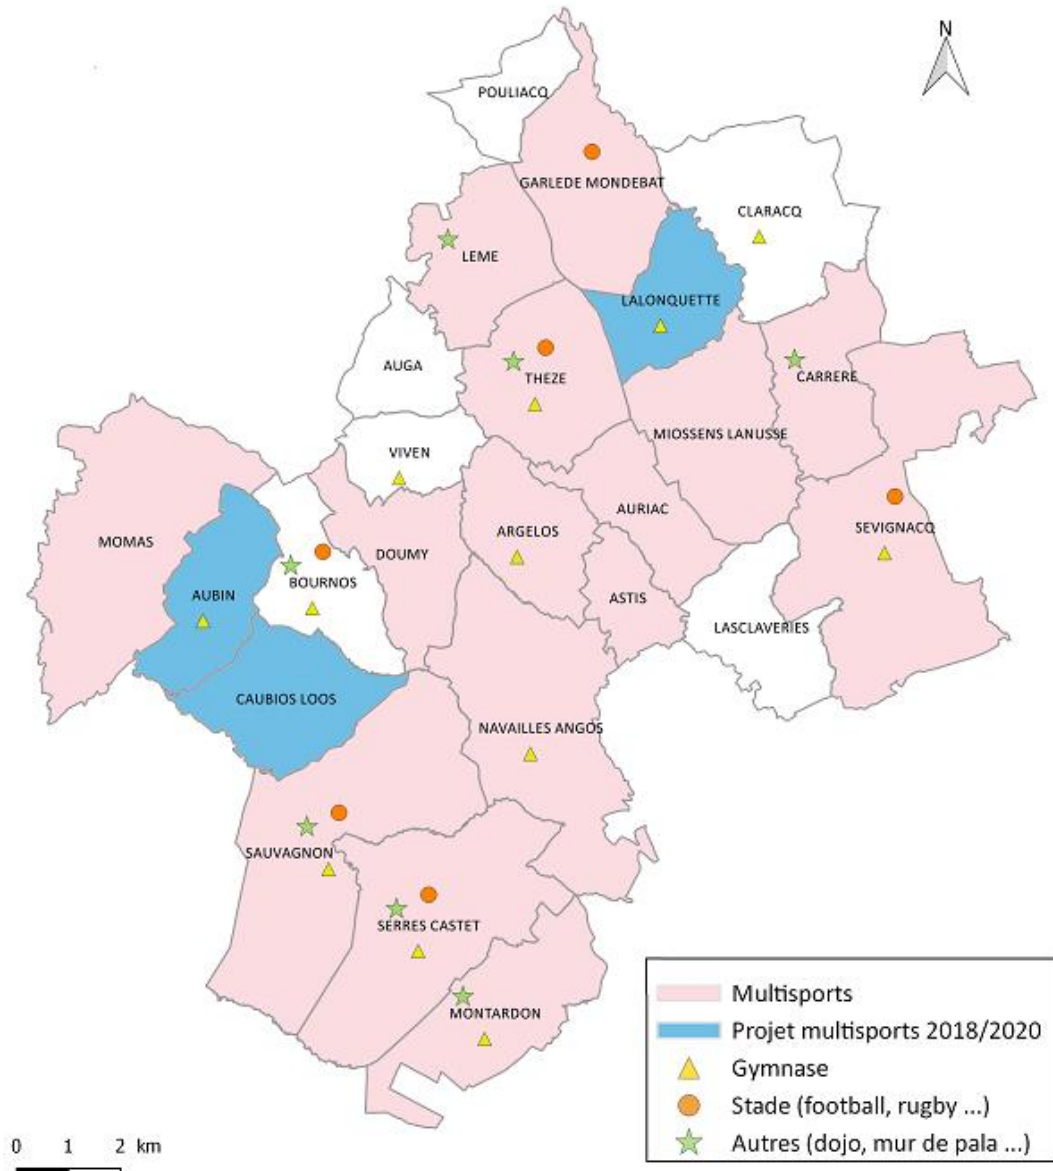 N
POULIACQ
GARLEDE MONDEBAT
CLARACQ
LEME
LALONQUETTE
AUGA
THEZE
CARRERE
MIOSSENS LANUSSE
VIVEN
AURIAC
ARGELOS
SEVIGNACQ
MOMAS
DOUMY
BOURNOS
AUBIN
ASTIS
LASCLAVERIES
CAUBIOS LOOS
NAVAILLES ANGOS
SAUVAGNON
SERRES CASTET
MONTARDON
Multisports
Projet multisports 2018/2020
Gymnase
Stade (football, rugby ...)
Autres (dojo, mur de pala ...)
0 1 2 km